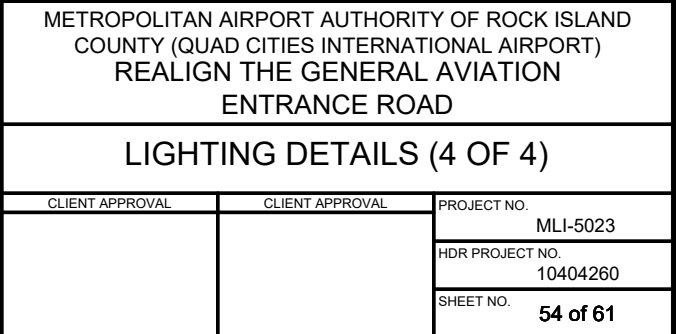 METROPOLITAN AIRPORT AUTHORITY OF ROCK ISLAND
COUNTY (QUAD CITIES INTERNATIONAL AIRPORT)
REALIGN THE GENERAL AVIATION
ENTRANCE ROAD
LIGHTING DETAILS (4 OF 4)
CLIENT APPROVAL
CLIENT APPROVAL
PROJECT NO.
MLI-5023
HDR PROJECT NO.
10404260
SHEET NO.
54 of 61